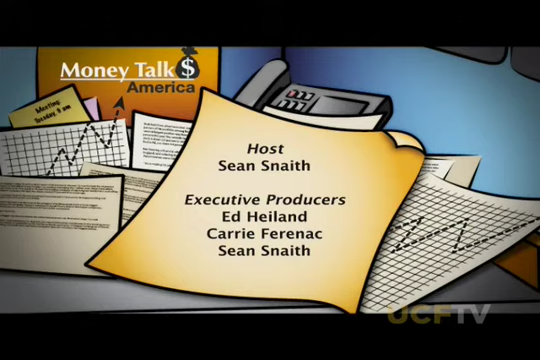 Money Talk$
America
Meeting
Tuesday, 9 am
Host
Sean Snaith
Executive Producers
Ed Heiland
Carrie Ferenac
Sean Snaith
UCFTV